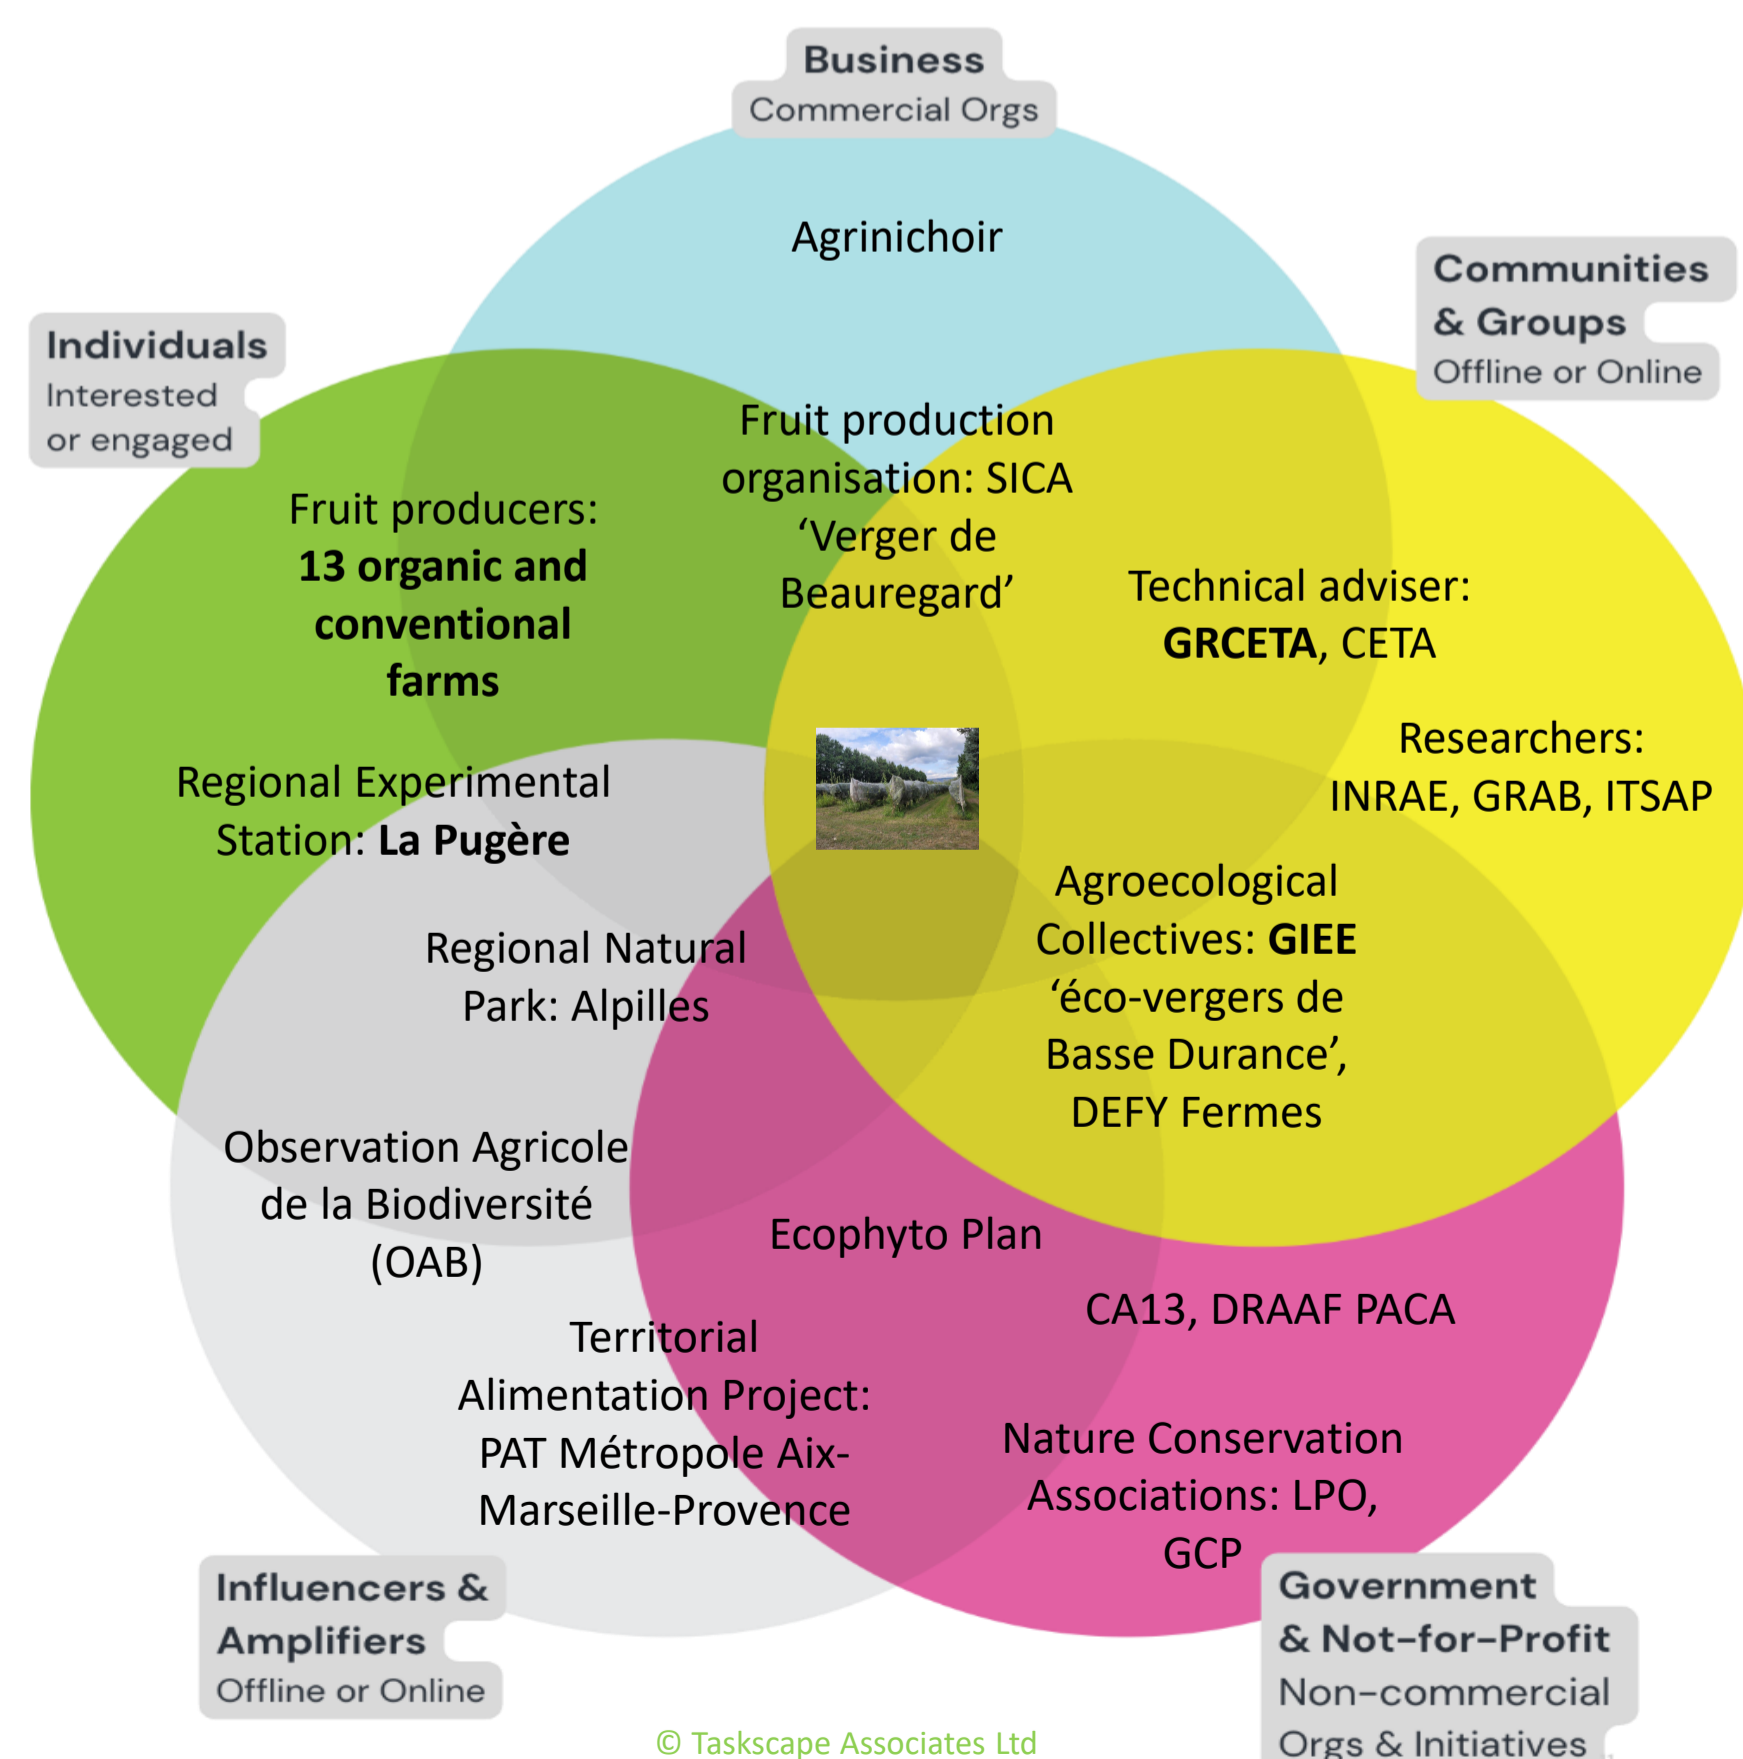 Business
Commercial Orgs
Agrinichoir
Communities
& Groups
Offline or Online
Individuals
Interested
or engaged
Fruit production
organisation: SICA
‘Verger de
Beauregard’
Fruit producers:
13 organic and
conventional
farms
Technical adviser:
GRCETA, CETA
Researchers:
INRAE, GRAB, ITSAP
Regional Experimental
Station: La Pugère
Agroecological
Collectives: GIEE
‘éco-vergers de
Basse Durance’,
DEFY Fermes
Regional Natural
Park: Alpilles
Observation Agricole
de la Biodiversité
(OAB)
Ecophyto Plan
CA13, DRAAF PACA
Territorial
Alimentation Project:
PAT Métropole Aix-
Marseille-Provence
Nature Conservation
Associations: LPO,
GCP
Influencers &
Amplifiers
Offline or Online
Government
& Not-for-Profit
Non-commercial
Orgs & Initiatives
© Taskscape Associates Ltd